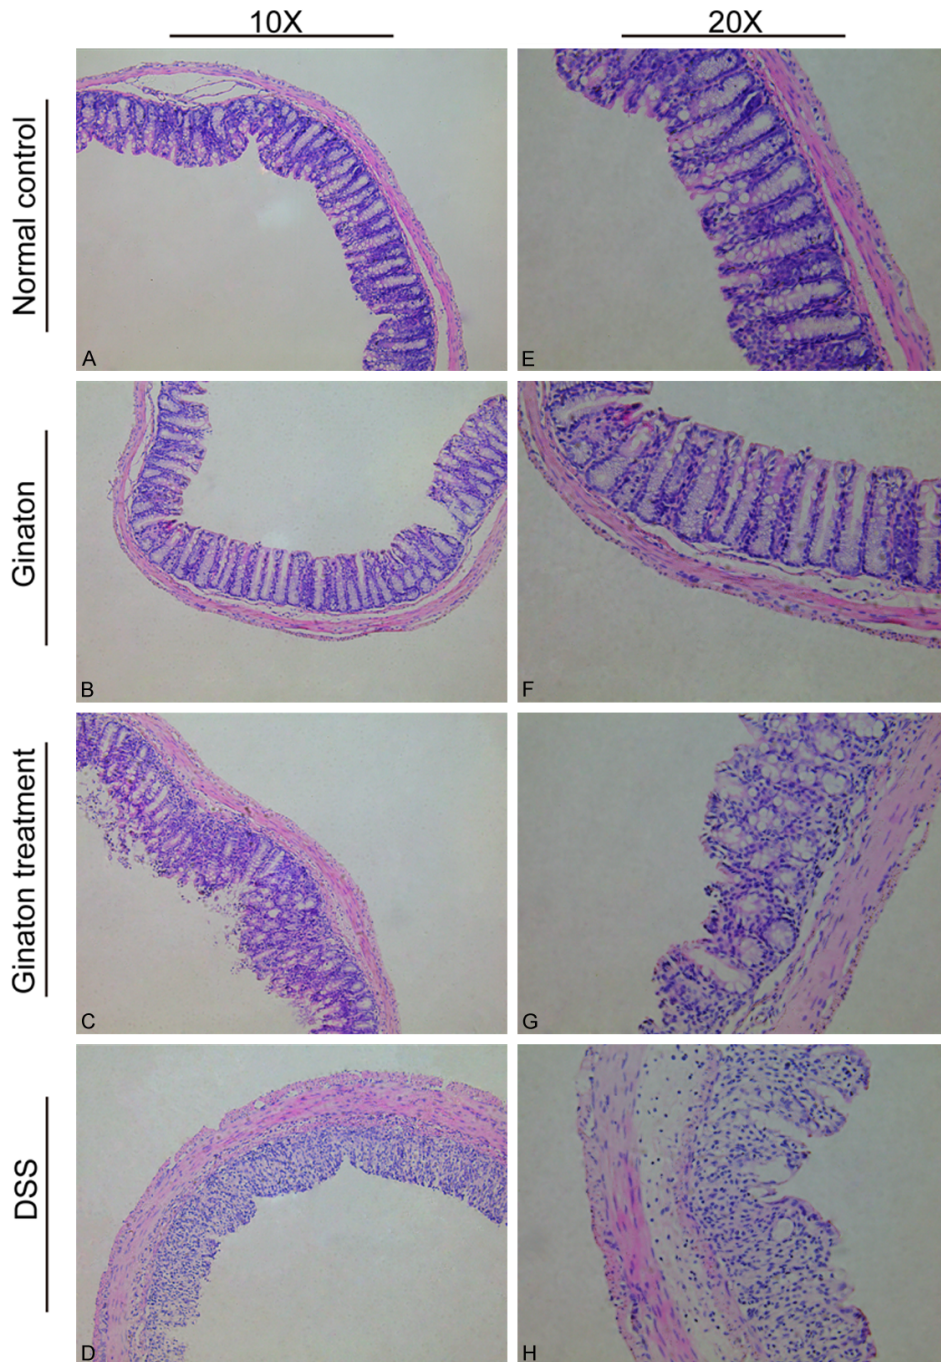 10X 20X
Normal control
A E
Ginaton
B F
Ginaton treatment
C G
DSS
D H